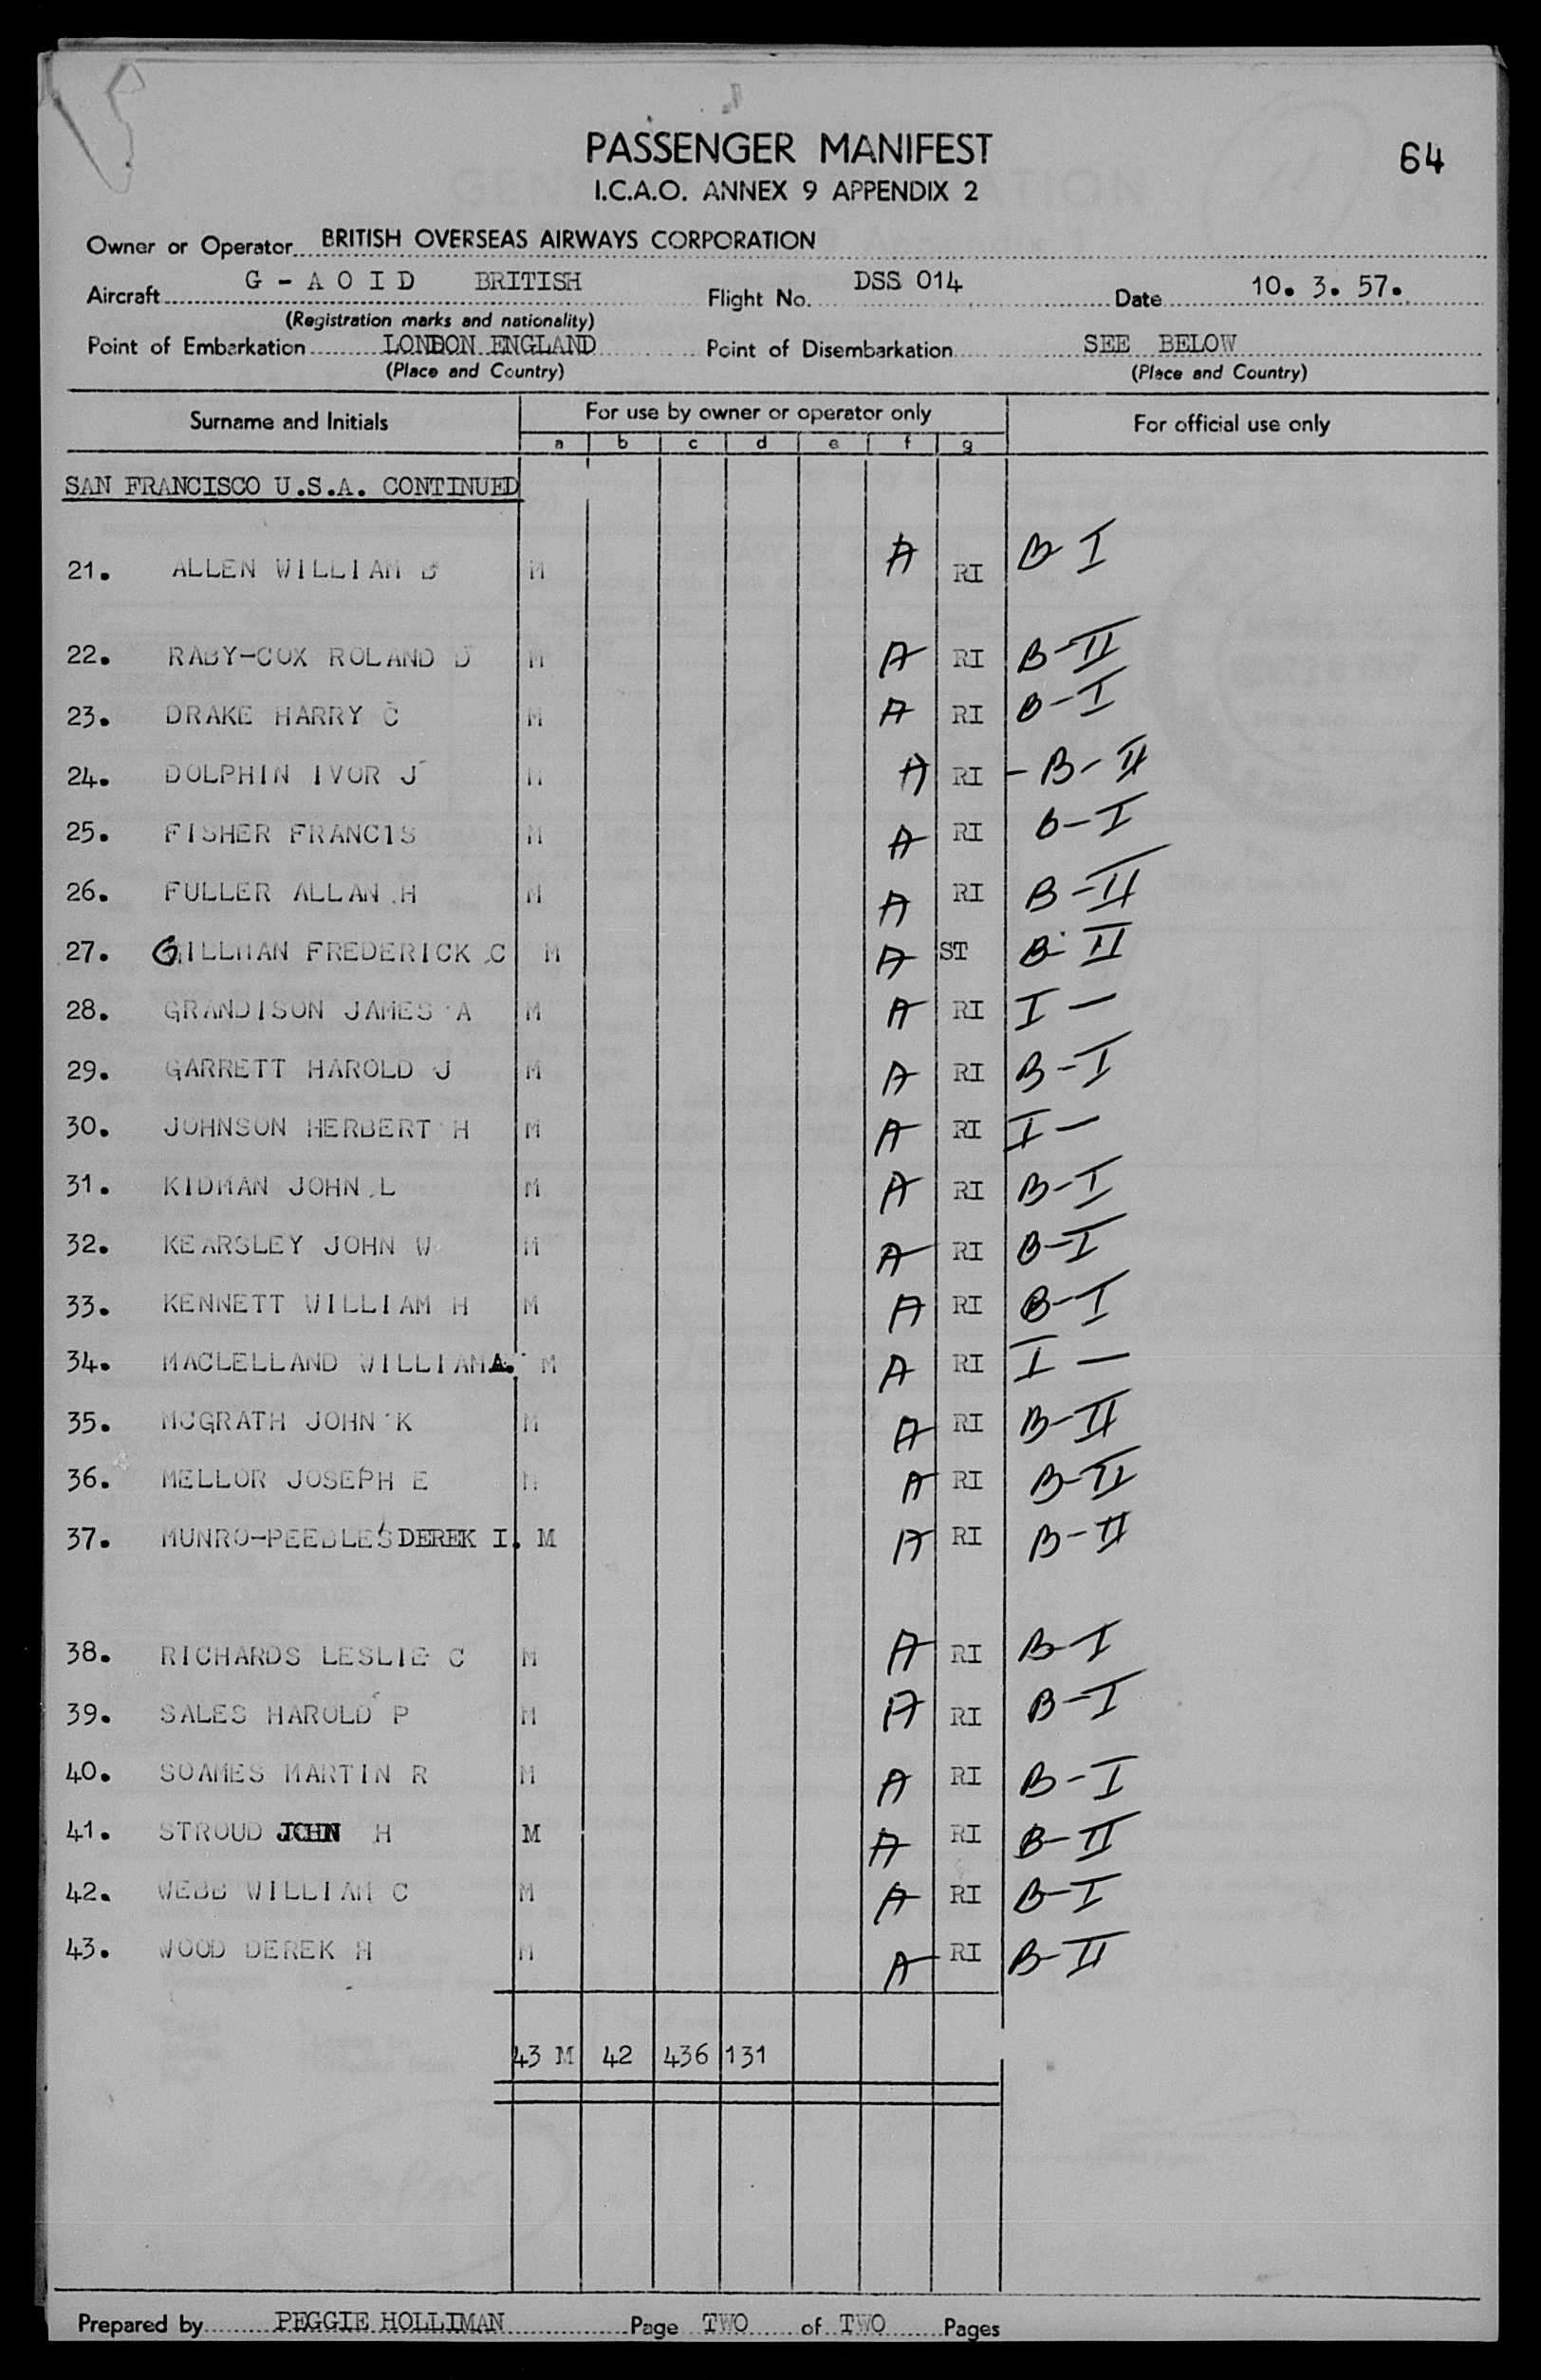 PASSENGER MANIFEST
64
I.C.A.O. ANNEX 9 APPENDIX 2
Owner or Operator BRITISH OVERSEAS AIRWAYS CORPORATION
Aircraft G - A O I D BRITISH Flight No. DSS 014 Date 10. 3. 57.
(Registration marks and nationality)
Point of Embarkation LONDON ENGLAND Point of Disembarkation SEE BELOW
(Place and Country) (Place and Country)
Surname and Initials For use by owner or operator only For official use only
a b c d e f g
SAN FRANCISCO U.S.A. CONTINUED
21. ALLEN WILLIAM B M A RI B I
22. RABY-COX ROLAND D M A RI B-II
23. DRAKE HARRY C M A RI B-I
24. DOLPHIN IVOR J M A RI - B-II
25. FISHER FRANCIS M A RI B-I
26. FULLER ALLAN H M A RI B-II
27. GILLMAN FREDERICK C M A ST B-II
28. GRANDISON JAMES A M A RI I -
29. GARRETT HAROLD J M A RI B-I
30. JOHNSON HERBERT H M A RI I -
31. KIDMAN JOHN L M A RI B-I
32. KEARSLEY JOHN W M A RI B-I
33. KENNETT WILLIAM H M A RI B-I
34. MACLELLAND WILLIAM A. M A RI I -
35. MCGRATH JOHN K M A RI B-II
36. MELLOR JOSEPH E M A RI B-II
37. MUNRO-PEEBLES DEREK I. M A RI B-II
38. RICHARDS LESLIE C M A RI B-I
39. SALES HAROLD P M A RI B-I
40. SOAMES MARTIN R M A RI B-I
41. STROUD JOHN H M A RI B-II
42. WEBB WILLIAM C M A RI B-I
43. WOOD DEREK H M A RI B-II
43 M 42 436 131
Prepared by PEGGIE HOLLIMAN Page TWO of TWO Pages